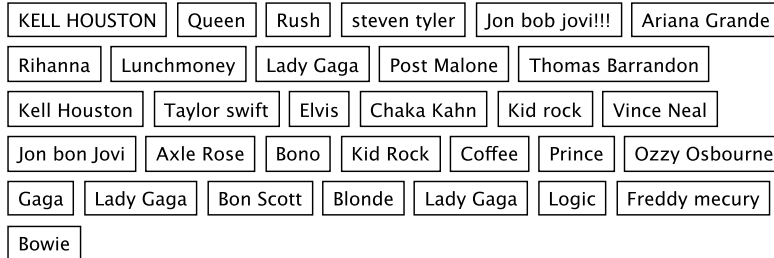 KELL HOUSTON Queen Rush steven tyler Jon bob jovi!!! Ariana Grande
Rihanna Lunchmoney Lady Gaga Post Malone Thomas Barrandon
Kell Houston Taylor swift Elvis Chaka Kahn Kid rock Vince Neal
Jon bon Jovi Axle Rose Bono Kid Rock Coffee Prince Ozzy Osbourne
Gaga Lady Gaga Bon Scott Blonde Lady Gaga Logic Freddy mecury
Bowie